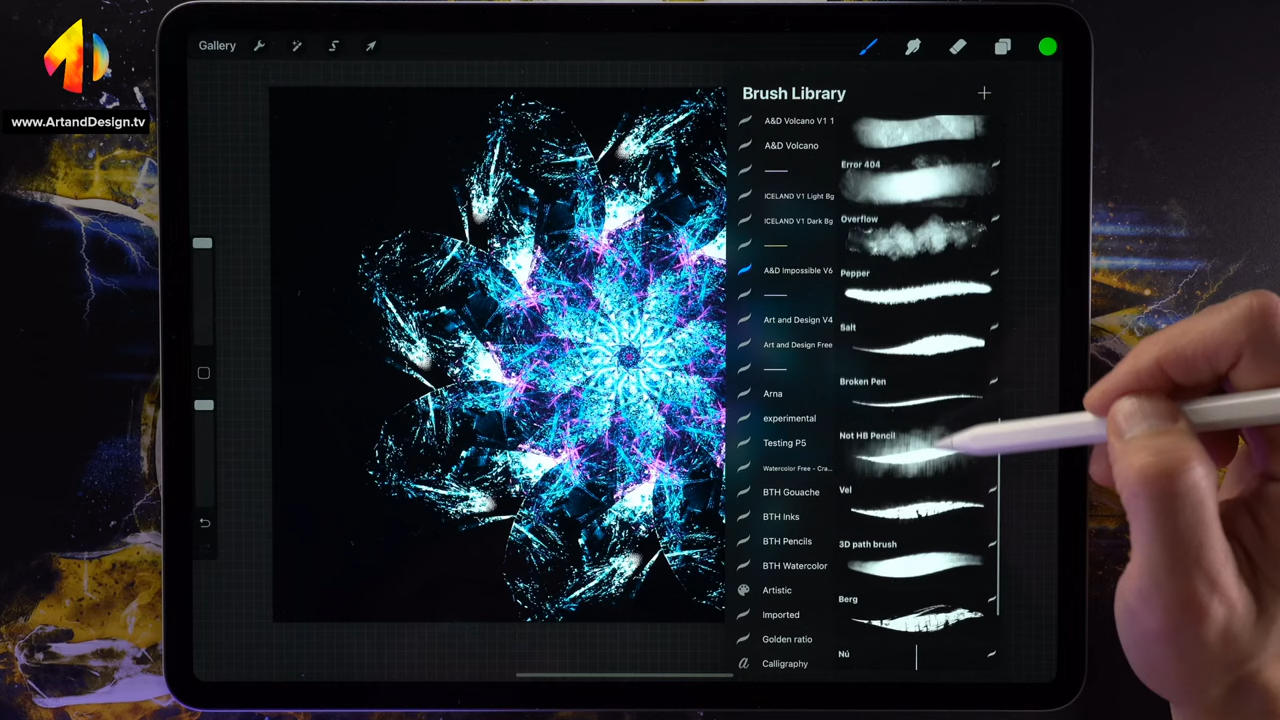 www.ArtandDesign.tv
Gallery
Brush Library
A&D Volcano V1 1
A&D Volcano
ICELAND V1 Light Bg
ICELAND V1 Dark Bg
A&D Impossible V6
Art and Design V4
Art and Design Free
Arna
experimental
Testing P5
Watercolor Free - Cra...
BTH Gouache
BTH Inks
BTH Pencils
BTH Watercolor
Artistic
Imported
Golden ratio
Calligraphy
Error 404
Overflow
Pepper
Salt
Broken Pen
Not HB Pencil
Vel
3D path brush
Berg
Nú